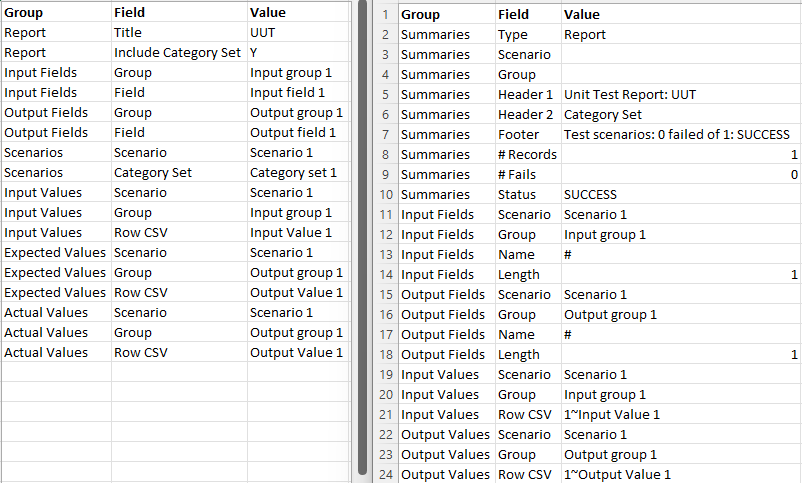 Group Field Value
Report Title UUT
Report Include Category Set Y
Input Fields Group Input group 1
Input Fields Field Input field 1
Output Fields Group Output group 1
Output Fields Field Output field 1
Scenarios Scenario Scenario 1
Scenarios Category Set Category set 1
Input Values Scenario Scenario 1
Input Values Group Input group 1
Input Values Row CSV Input Value 1
Expected Values Scenario Scenario 1
Expected Values Group Output group 1
Expected Values Row CSV Output Value 1
Actual Values Scenario Scenario 1
Actual Values Group Output group 1
Actual Values Row CSV Output Value 1
1 Group Field Value
2 Summaries Type Report
3 Summaries Scenario
4 Summaries Group
5 Summaries Header 1 Unit Test Report: UUT
6 Summaries Header 2 Category Set
7 Summaries Footer Test scenarios: 0 failed of 1: SUCCESS
8 Summaries # Records 1
9 Summaries # Fails 0
10 Summaries Status SUCCESS
11 Input Fields Scenario Scenario 1
12 Input Fields Group Input group 1
13 Input Fields Name #
14 Input Fields Length 1
15 Output Fields Scenario Scenario 1
16 Output Fields Group Output group 1
17 Output Fields Name #
18 Output Fields Length 1
19 Input Values Scenario Scenario 1
20 Input Values Group Input group 1
21 Input Values Row CSV 1~Input Value 1
22 Output Values Scenario Scenario 1
23 Output Values Group Output group 1
24 Output Values Row CSV 1~Output Value 1